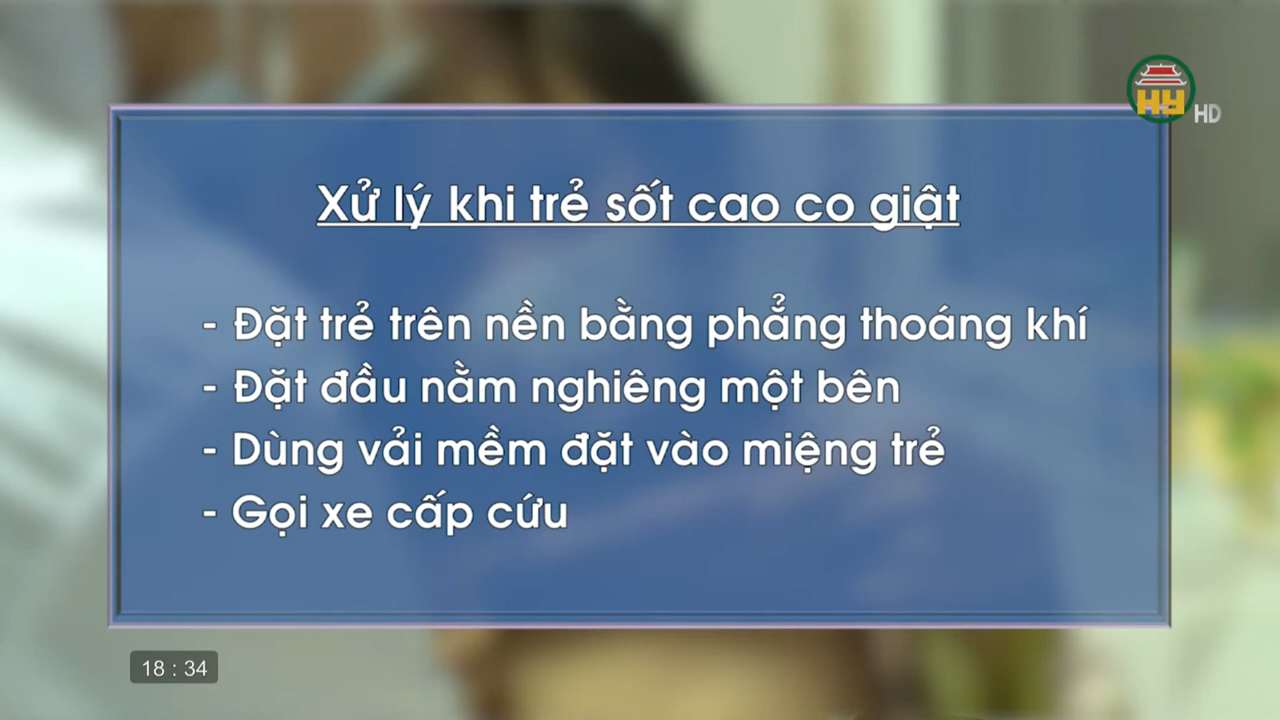 HY HD
Xử lý khi trẻ sốt cao co giật
- Đặt trẻ trên nền bằng phẳng thoáng khí
- Đặt đầu nằm nghiêng một bên
- Dùng vải mềm đặt vào miệng trẻ
- Gọi xe cấp cứu
18 : 34